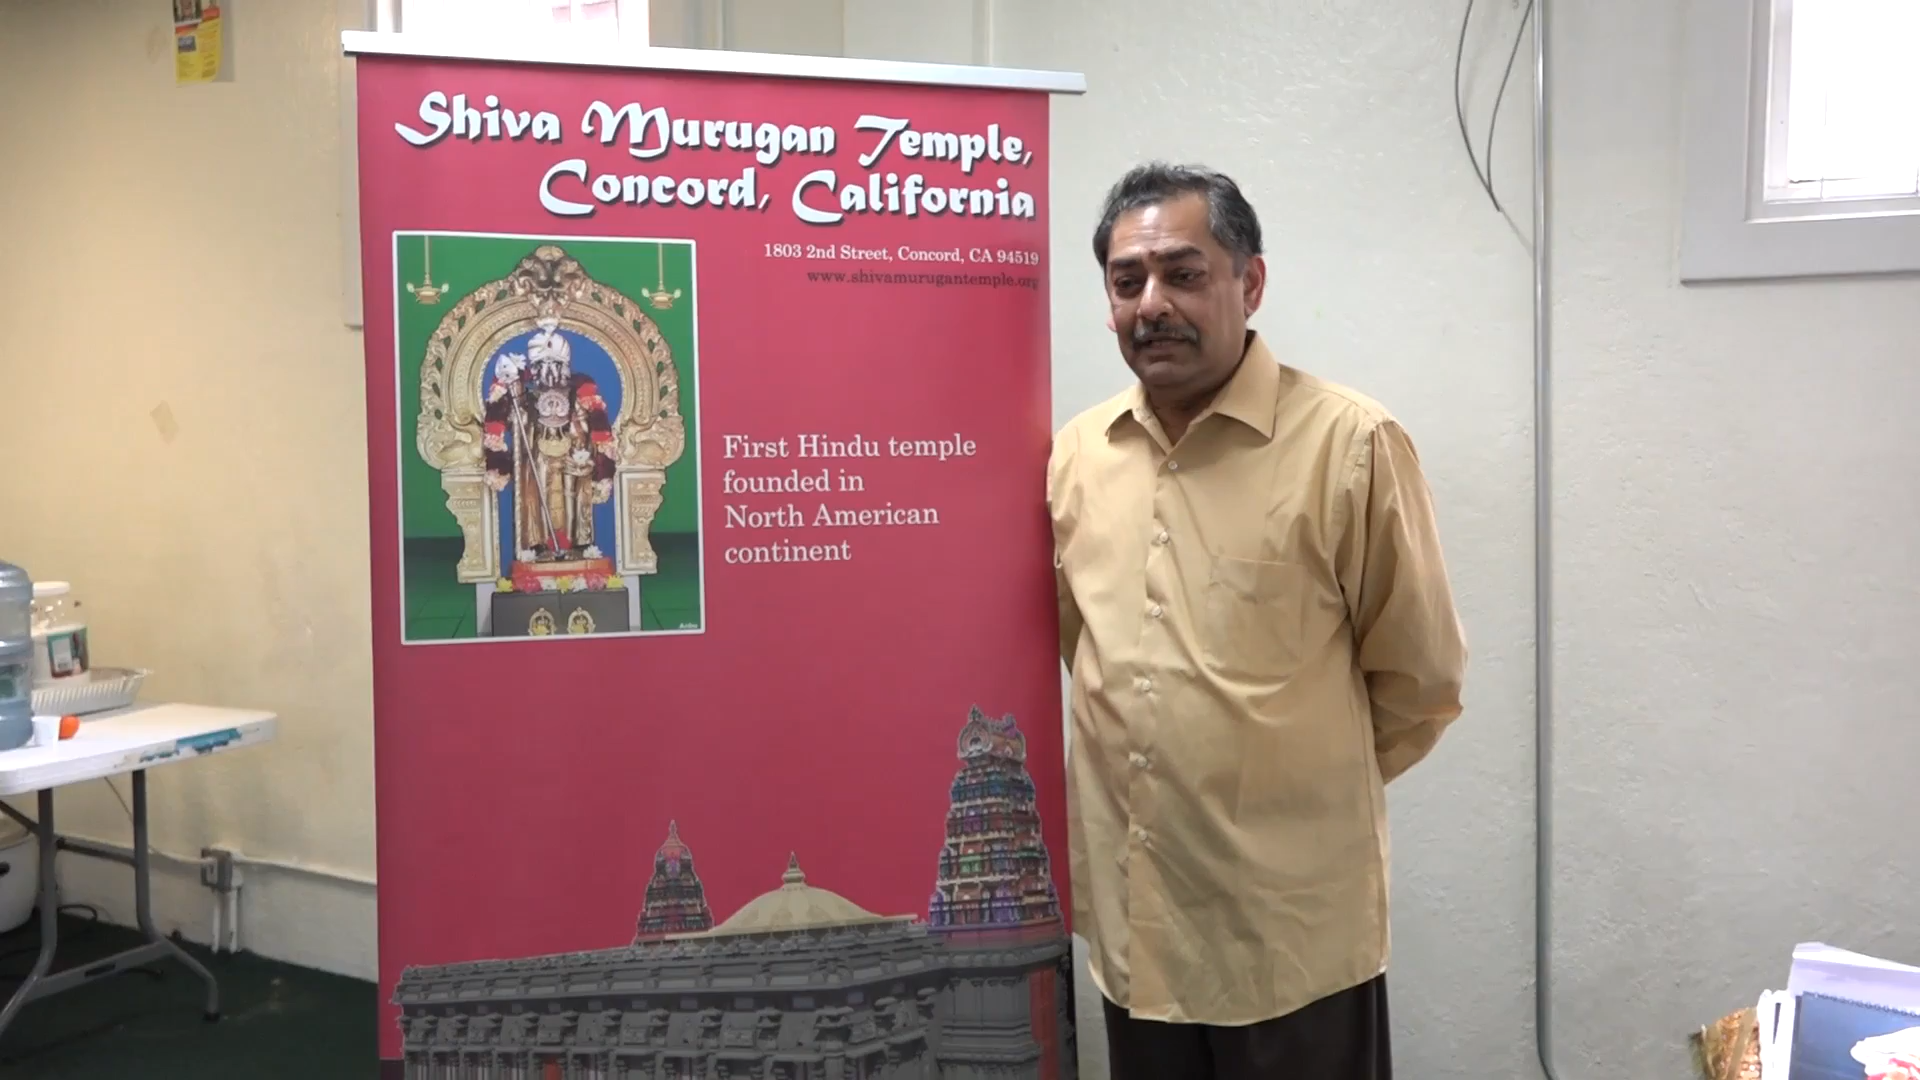 Shiva Murugan Temple,
Concord, California
1803 2nd Street, Concord, CA 94519
www.shivamurugantemple.org
First Hindu temple
founded in
North American
continent